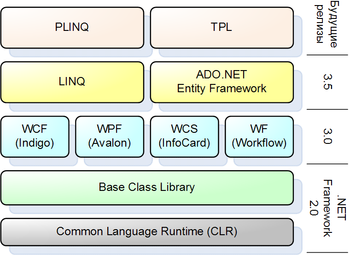 PLINQ
TPL
Будущие
релизы
LINQ
ADO.NET
Entity Framework
3.5
WCF
(Indigo)
WPF
(Avalon)
WCS
(InfoCard)
WF
(Workflow)
3.0
Base Class Library
Common Language Runtime (CLR)
.NET
Framework
2.0